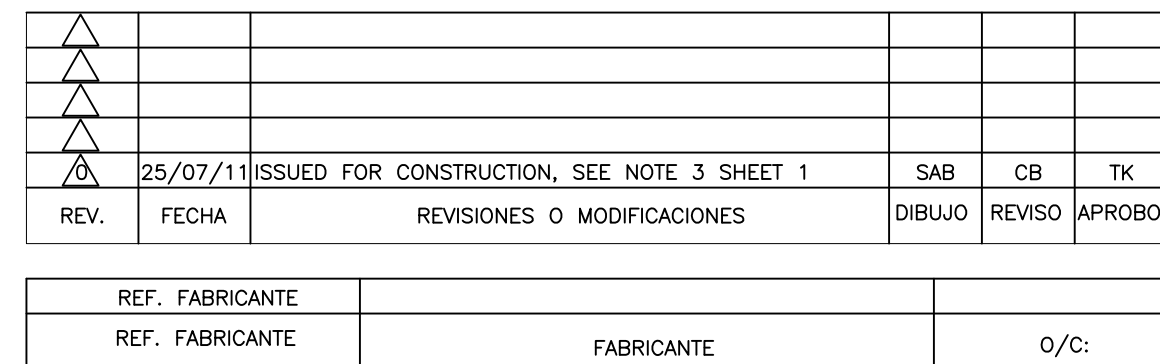 0 25/07/11 ISSUED FOR CONSTRUCTION, SEE NOTE 3 SHEET 1 SAB CB TK
REV. FECHA REVISIONES O MODIFICACIONES DIBUJO REVISO APROBO
REF. FABRICANTE
REF. FABRICANTE FABRICANTE O/C: